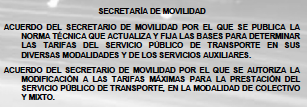 SECRETARÍA DE MOVILIDAD
ACUERDO DEL SECRETARIO DE MOVILIDAD POR EL QUE SE PUBLICA LA
NORMA TÉCNICA QUE ACTUALIZA Y FIJA LAS BASES PARA DETERMINAR
LAS TARIFAS DEL SERVICIO PÚBLICO DE TRANSPORTE EN SUS
DIVERSAS MODALIDADES Y DE LOS SERVICIOS AUXILIARES.
ACUERDO DEL SECRETARIO DE MOVILIDAD POR EL QUE SE AUTORIZA LA
MODIFICACIÓN A LAS TARIFAS MÁXIMAS PARA LA PRESTACIÓN DEL
SERVICIO PÚBLICO DE TRANSPORTE, EN LA MODALIDAD DE COLECTIVO
Y MIXTO.